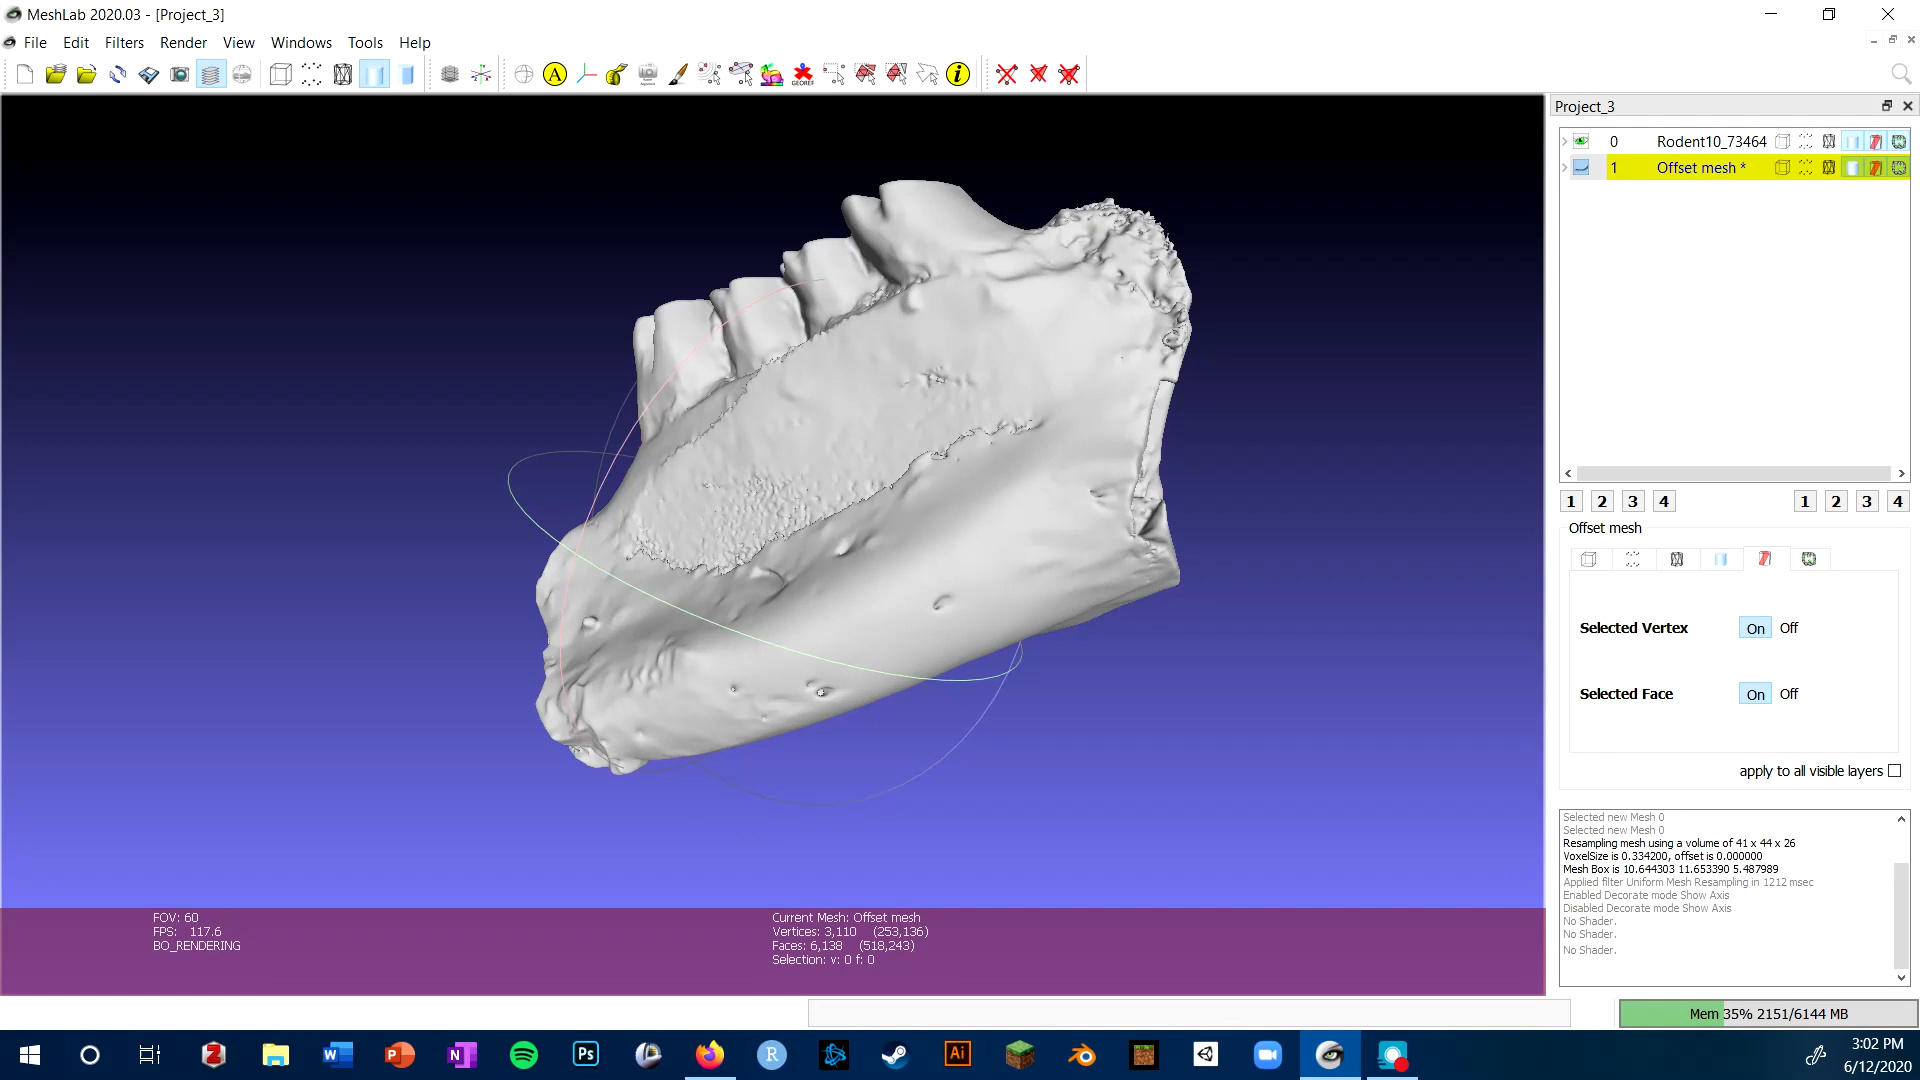 MeshLab 2020.03 - [Project_3]
File Edit Filters Render View Windows Tools Help
A
GEOREF
i
Project_3
0 Rodent10_73464
1 Offset mesh *
1 2 3 4 1 2 3 4
Offset mesh
Selected Vertex On Off
Selected Face On Off
apply to all visible layers
Selected new Mesh 0
Selected new Mesh 0
Resampling mesh using a volume of 41 x 44 x 26
VoxelSize is 0.334200, offset is 0.000000
Mesh Box is 10.644303 11.653390 5.487989
Applied filter Uniform Mesh Resampling in 1212 msec
Enabled Decorate mode Show Axis
Disabled Decorate mode Show Axis
No Shader.
No Shader.
No Shader.
FOV: 60
FPS: 117.6
BO_RENDERING
Current Mesh: Offset mesh
Vertices: 3,110 (253,136)
Faces: 6,138 (518,243)
Selection: v: 0 f: 0
Mem 35% 2151/6144 MB
Z W P N Ps R Ai
3:02 PM
6/12/2020